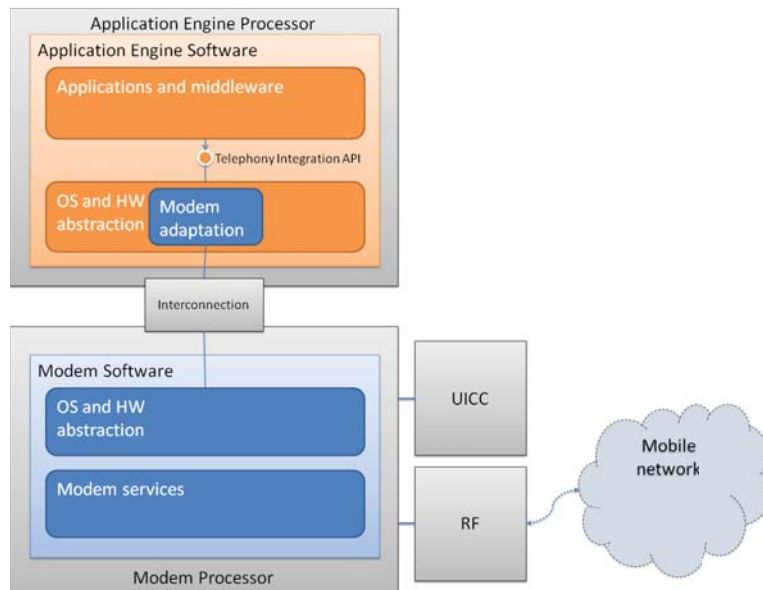 Application Engine Processor
Application Engine Software
Applications and middleware
Telephony Integration API
OS and HW
abstraction
Modem
adaptation
Interconnection
Modem Software
OS and HW
abstraction
UICC
Mobile
network
Modem services
RF
Modem Processor